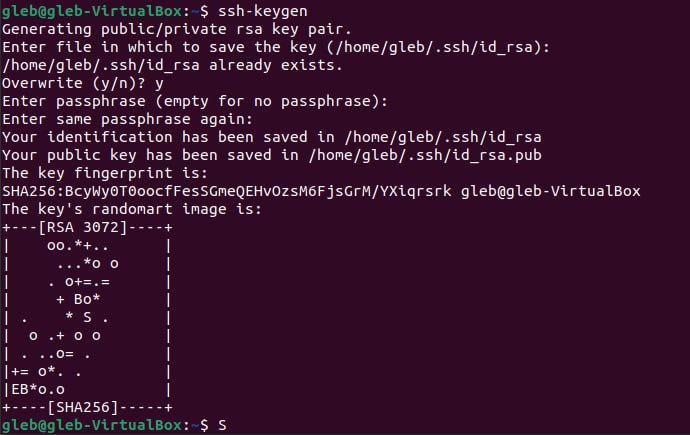 gleb@gleb-VirtualBox:~$ ssh-keygen
Generating public/private rsa key pair.
Enter file in which to save the key (/home/gleb/.ssh/id_rsa):
/home/gleb/.ssh/id_rsa already exists.
Overwrite (y/n)? y
Enter passphrase (empty for no passphrase):
Enter same passphrase again:
Your identification has been saved in /home/gleb/.ssh/id_rsa
Your public key has been saved in /home/gleb/.ssh/id_rsa.pub
The key fingerprint is:
SHA256:BcyWy0T0oocfFesSGmeQEHvOzsM6FjsGrM/YXiqrsrk gleb@gleb-VirtualBox
The key's randomart image is:
+---[RSA 3072]----+
|    oo.*+..      |
|     ...*o o     |
|    . o+=.=      |
|     + Bo*       |
| .    * S .      |
|  o .+ o o       |
| . ..o= .        |
|+= o*. .         |
|EB*o.o           |
+----[SHA256]-----+
gleb@gleb-VirtualBox:~$ S